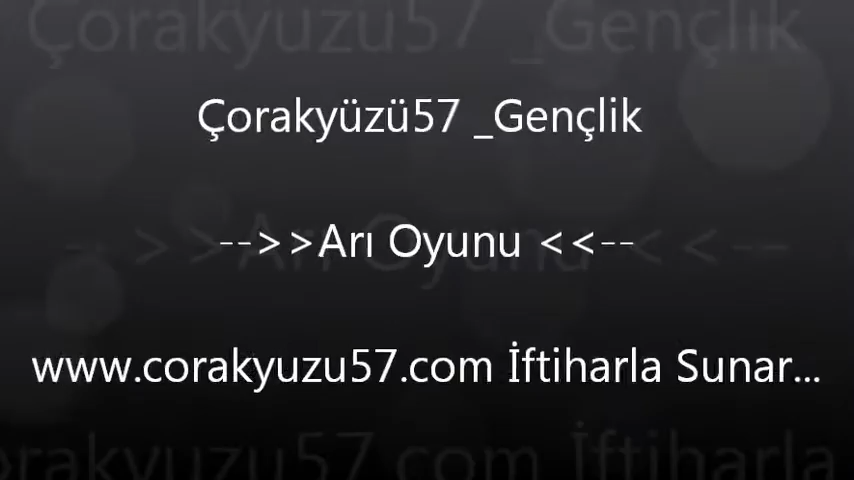 Çorakyüzü57 _Gençlik
-->>Arı Oyunu <<--
www.corakyuzu57.com İftiharla Sunar...